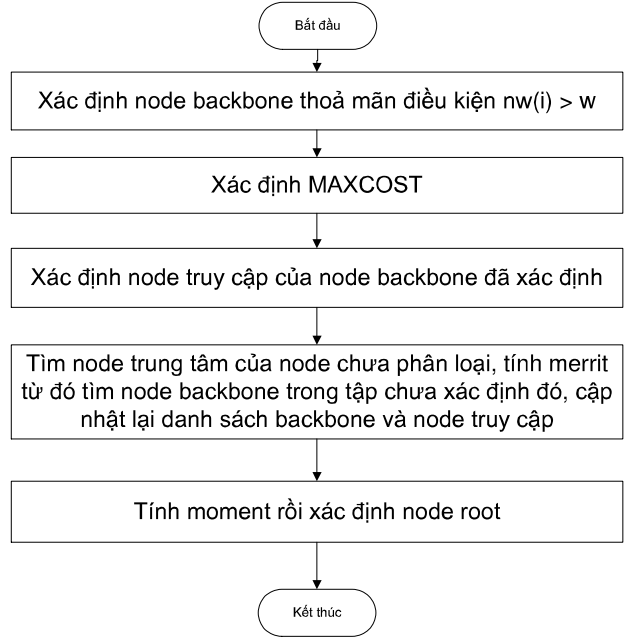 Bắt đầu
Xác định node backbone thoả mãn điều kiện nw(i) > w
Xác định MAXCOST
Xác định node truy cập của node backbone đã xác định
Tìm node trung tâm của node chưa phân loại, tính merrit
từ đó tìm node backbone trong tập chưa xác định đó, cập
nhật lại danh sách backbone và node truy cập
Tính moment rồi xác định node root
Kết thúc